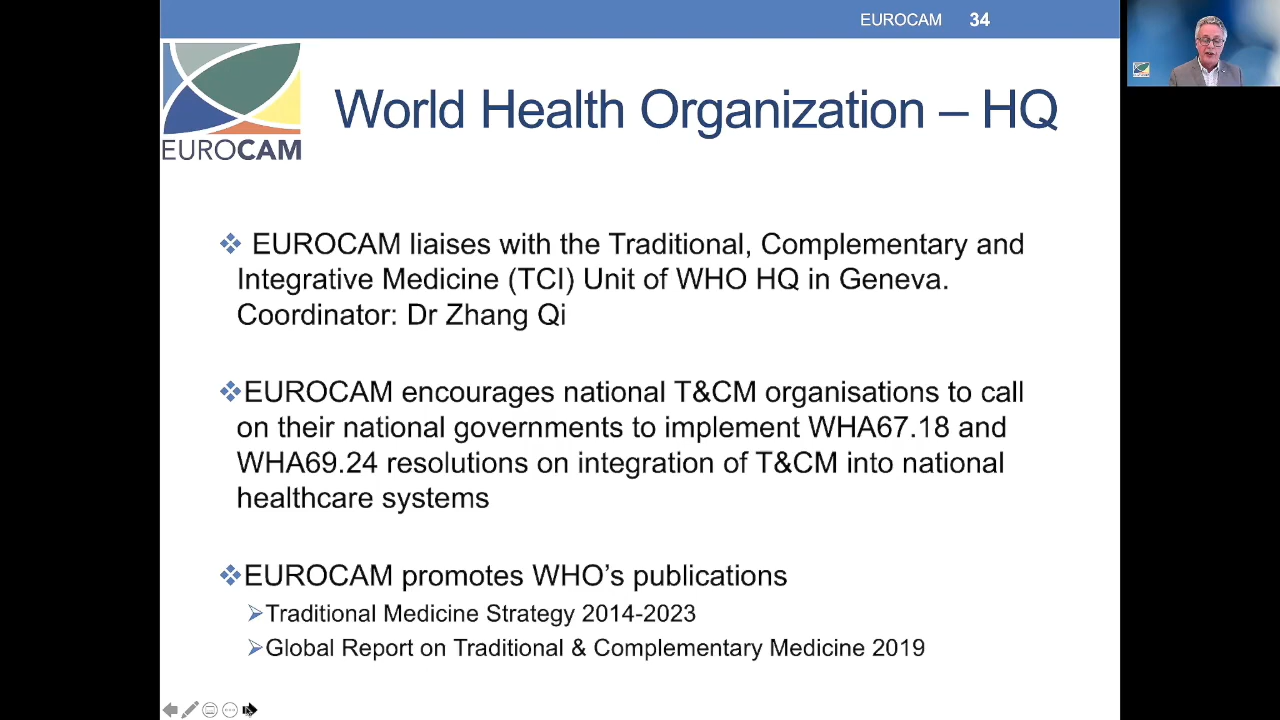 EUROCAM 34
EUROCAM
World Health Organization – HQ
EUROCAM liaises with the Traditional, Complementary and
Integrative Medicine (TCI) Unit of WHO HQ in Geneva.
Coordinator: Dr Zhang Qi
EUROCAM encourages national T&CM organisations to call
on their national governments to implement WHA67.18 and
WHA69.24 resolutions on integration of T&CM into national
healthcare systems
EUROCAM promotes WHO’s publications
Traditional Medicine Strategy 2014-2023
Global Report on Traditional & Complementary Medicine 2019